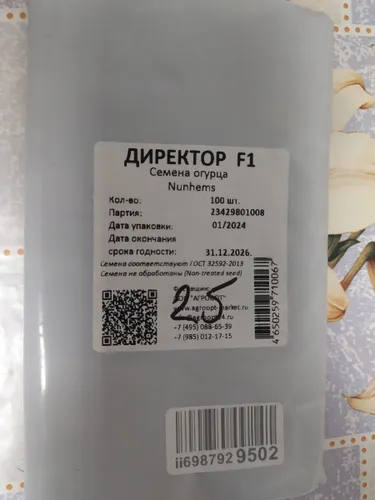 ДИРЕКТОР F1
Семена огурца
Nunhems
Кол-во: 100 шт.
Партия: 23429801008
Дата упаковки: 01/2024
Дата окончания
срока годности: 31.12.2026.
Семена соответствуют ГОСТ 32592-2013
Семена не обработаны (Non-treated seed)
25
+7 (495) 088-65-39
+7 (985) 012-17-15
4650259710067
ii6987929502